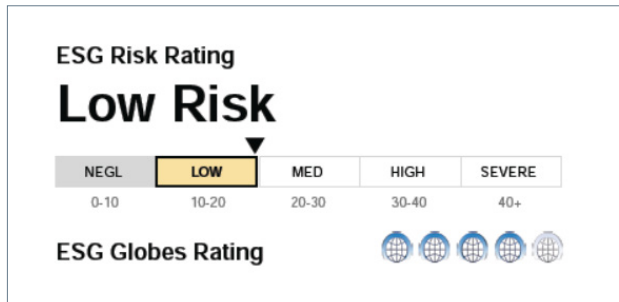 ESG Risk Rating
Low Risk
NEGL LOW MED HIGH SEVERE
0-10 10-20 20-30 30-40 40+
ESG Globes Rating